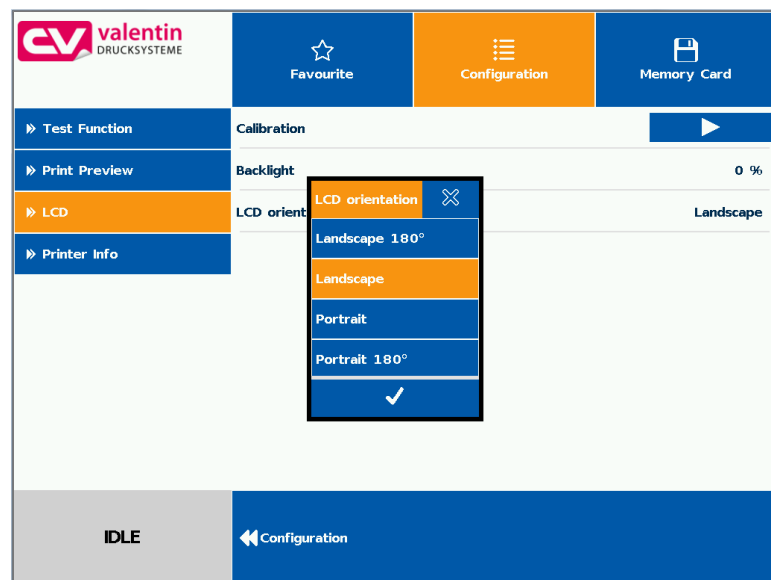 valentin
DRUCKSYSTEME
Favourite
Configuration
Memory Card
Test Function
Calibration
Print Preview
Backlight
0 %
LCD
LCD orient
Landscape
Printer Info
LCD orientation
Landscape 180°
Landscape
Portrait
Portrait 180°
IDLE
Configuration